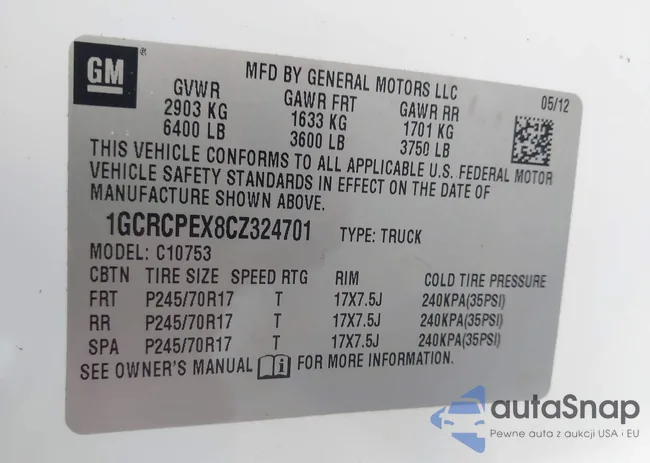 GM
®
MFD BY GENERAL MOTORS LLC
05/12
GVWR GAWR FRT GAWR RR
2903 KG 1633 KG 1701 KG
6400 LB 3600 LB 3750 LB
THIS VEHICLE CONFORMS TO ALL APPLICABLE U.S. FEDERAL MOTOR
VEHICLE SAFETY STANDARDS IN EFFECT ON THE DATE OF
MANUFACTURE SHOWN ABOVE.
1GCRCPEX8CZ324701 TYPE: TRUCK
MODEL: C10753
CBTN TIRE SIZE SPEED RTG RIM COLD TIRE PRESSURE
FRT P245/70R17 T 17X7.5J 240KPA(35PSI)
RR P245/70R17 T 17X7.5J 240KPA(35PSI)
SPA P245/70R17 T 17X7.5J 240KPA(35PSI)
SEE OWNER'S MANUAL i FOR MORE INFORMATION.
autaSnap
Pewne auta z aukcji USA i EU